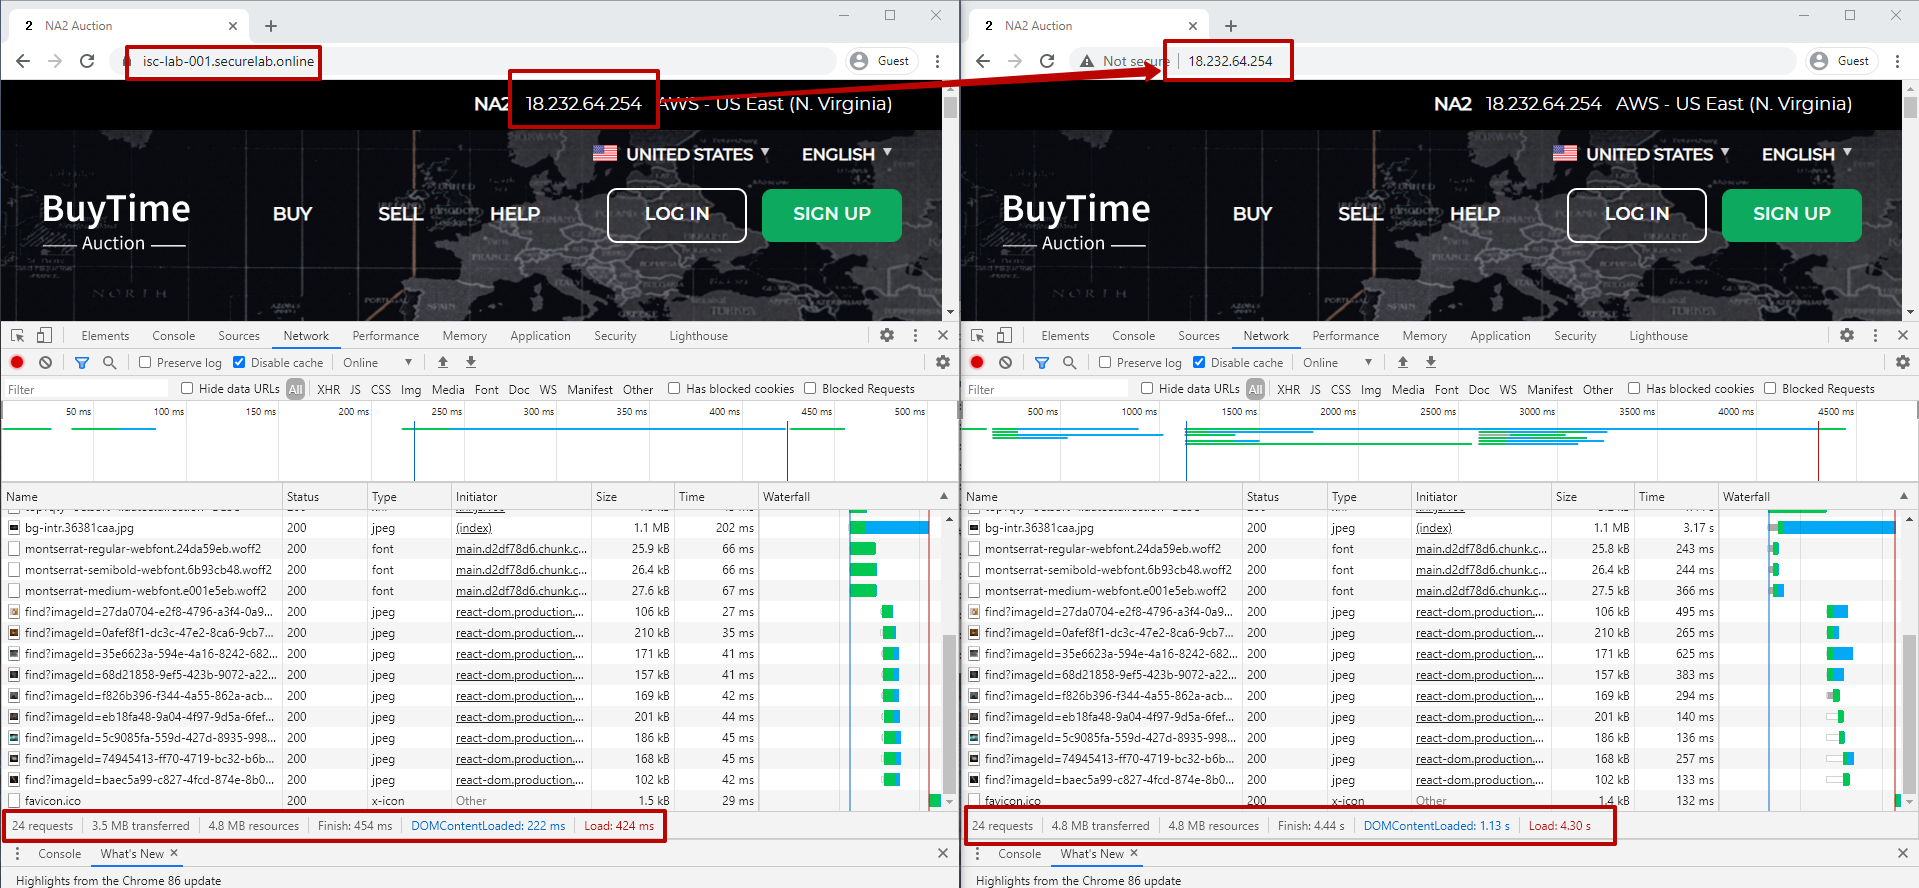 2 NA2 Auction
isc-lab-001.securelab.online
Guest
NA2 18.232.64.254 AWS - US East (N. Virginia)
UNITED STATES ENGLISH
BuyTime
Auction
BUY SELL HELP LOG IN SIGN UP
NORTH
Elements Console Sources Network Performance Memory Application Security Lighthouse
Preserve log Disable cache Online
Filter Hide data URLs All XHR JS CSS Img Media Font Doc WS Manifest Other Has blocked cookies Blocked Requests
50 ms 100 ms 150 ms 200 ms 250 ms 300 ms 350 ms 400 ms 450 ms 500 ms
Name Status Type Initiator Size Time Waterfall
bg-intr.36381caa.jpg 200 jpeg (index) 1.1 MB 202 ms
montserrat-regular-webfont.24da59eb.woff2 200 font main.d2df78d6.chunk.c... 25.9 kB 66 ms
montserrat-semibold-webfont.6b93cb48.woff2 200 font main.d2df78d6.chunk.c... 26.4 kB 66 ms
montserrat-medium-webfont.e001e5eb.woff2 200 font main.d2df78d6.chunk.c... 27.6 kB 67 ms
find?imageId=27da0704-e2f8-4796-a3f4-0a9... 200 jpeg react-dom.production.... 106 kB 27 ms
find?imageId=0afef8f1-dc3c-47e2-8ca6-9cb7... 200 jpeg react-dom.production.... 210 kB 35 ms
find?imageId=35e6623a-594e-4a16-8242-682... 200 jpeg react-dom.production.... 171 kB 41 ms
find?imageId=68d21858-9ef5-423b-9072-a22... 200 jpeg react-dom.production.... 157 kB 41 ms
find?imageId=f826b396-f344-4a55-862a-acb... 200 jpeg react-dom.production.... 169 kB 42 ms
find?imageId=eb18fa48-9a04-4f97-9d5a-6fef... 200 jpeg react-dom.production.... 201 kB 44 ms
find?imageId=5c9085fa-559d-427d-8935-998... 200 jpeg react-dom.production.... 186 kB 45 ms
find?imageId=74945413-ff70-4719-bc32-b6b... 200 jpeg react-dom.production.... 168 kB 45 ms
find?imageId=baec5a99-c827-4fcd-874e-8b0... 200 jpeg react-dom.production.... 102 kB 42 ms
favicon.ico 200 x-icon Other 1.5 kB 29 ms
24 requests 3.5 MB transferred 4.8 MB resources Finish: 454 ms DOMContentLoaded: 222 ms Load: 424 ms
Console What's New
Highlights from the Chrome 86 update
2 NA2 Auction
Not secure 18.232.64.254
Guest
NA2 18.232.64.254 AWS - US East (N. Virginia)
UNITED STATES ENGLISH
BuyTime
Auction
BUY SELL HELP LOG IN SIGN UP
NORTH
Elements Console Sources Network Performance Memory Application Security Lighthouse
Preserve log Disable cache Online
Filter Hide data URLs All XHR JS CSS Img Media Font Doc WS Manifest Other Has blocked cookies Blocked Requests
500 ms 1000 ms 1500 ms 2000 ms 2500 ms 3000 ms 3500 ms 4000 ms 4500 ms
Name Status Type Initiator Size Time Waterfall
bg-intr.36381caa.jpg 200 jpeg (index) 1.1 MB 3.17 s
montserrat-regular-webfont.24da59eb.woff2 200 font main.d2df78d6.chunk.c... 25.8 kB 243 ms
montserrat-semibold-webfont.6b93cb48.woff2 200 font main.d2df78d6.chunk.c... 26.4 kB 244 ms
montserrat-medium-webfont.e001e5eb.woff2 200 font main.d2df78d6.chunk.c... 27.5 kB 366 ms
find?imageId=27da0704-e2f8-4796-a3f4-0a9... 200 jpeg react-dom.production.... 106 kB 495 ms
find?imageId=0afef8f1-dc3c-47e2-8ca6-9cb7... 200 jpeg react-dom.production.... 210 kB 265 ms
find?imageId=35e6623a-594e-4a16-8242-682... 200 jpeg react-dom.production.... 171 kB 625 ms
find?imageId=68d21858-9ef5-423b-9072-a22... 200 jpeg react-dom.production.... 157 kB 383 ms
find?imageId=f826b396-f344-4a55-862a-acb... 200 jpeg react-dom.production.... 169 kB 294 ms
find?imageId=eb18fa48-9a04-4f97-9d5a-6fef... 200 jpeg react-dom.production.... 201 kB 140 ms
find?imageId=5c9085fa-559d-427d-8935-998... 200 jpeg react-dom.production.... 186 kB 136 ms
find?imageId=74945413-ff70-4719-bc32-b6b... 200 jpeg react-dom.production.... 168 kB 257 ms
find?imageId=baec5a99-c827-4fcd-874e-8b0... 200 jpeg react-dom.production.... 102 kB 133 ms
favicon.ico 200 x-icon Other 1.4 kB 132 ms
24 requests 4.8 MB transferred 4.8 MB resources Finish: 4.44 s DOMContentLoaded: 1.13 s Load: 4.30 s
Console What's New
Highlights from the Chrome 86 update